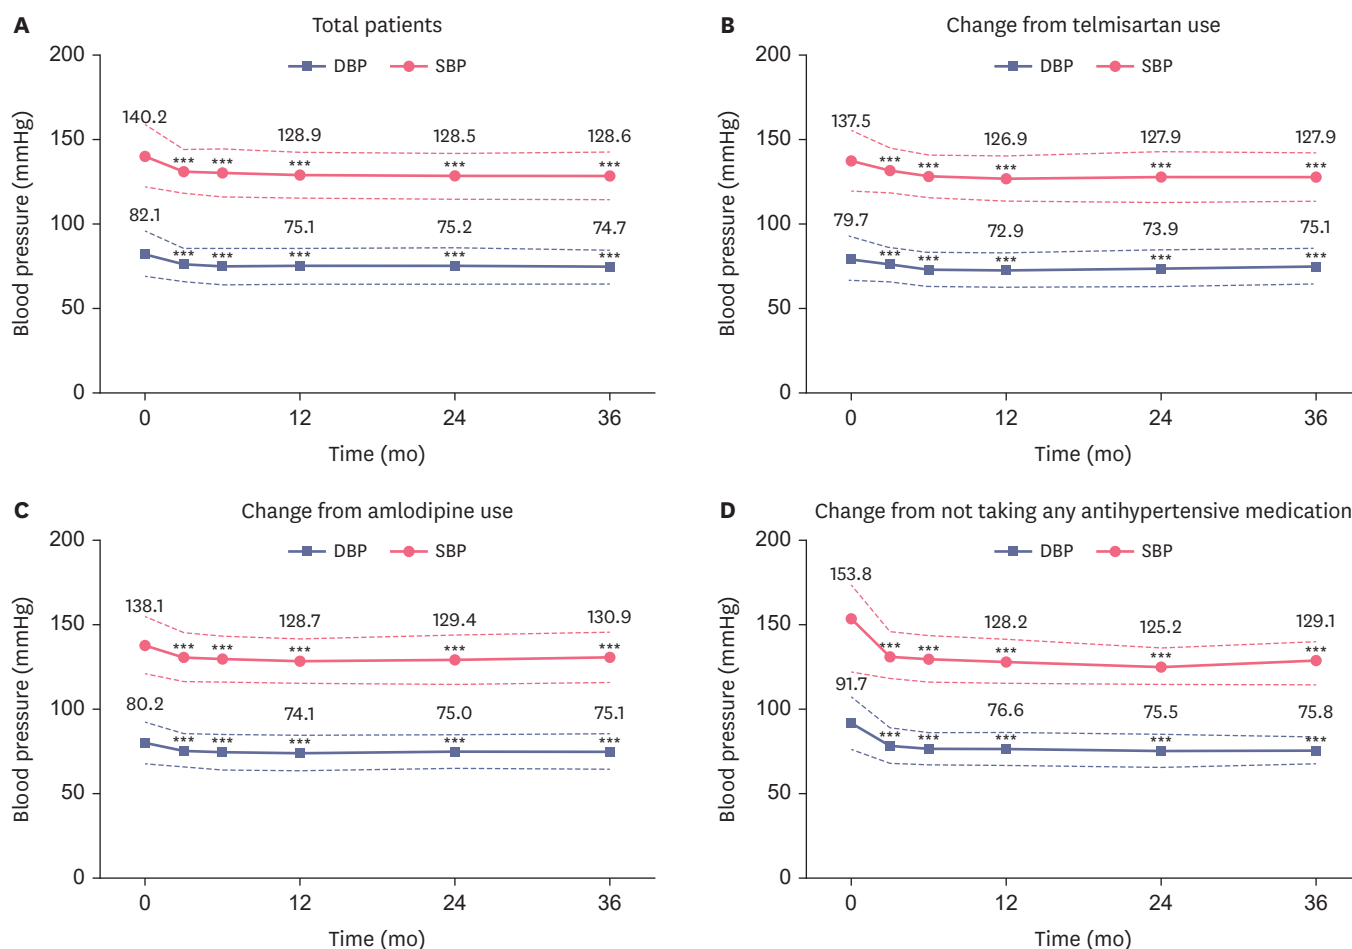 A Total patients
200
DBP SBP
140.2 128.9 128.5 128.6
150
*** *** *** *** ***
100
82.1 75.1 75.2 74.7
*** *** *** *** ***
50
0
Blood pressure (mmHg)
0 12 24 36
Time (mo)
B Change from telmisartan use
200
DBP SBP
137.5 126.9 127.9 127.9
150
*** *** *** *** ***
100
79.7 72.9 73.9 75.1
*** *** *** *** ***
50
0
Blood pressure (mmHg)
0 12 24 36
Time (mo)
C Change from amlodipine use
200
DBP SBP
150
138.1 128.7 129.4 130.9
*** *** *** *** ***
100
80.2 74.1 75.0 75.1
*** *** *** *** ***
50
0
Blood pressure (mmHg)
0 12 24 36
Time (mo)
D Change from not taking any antihypertensive medication
200
DBP SBP
153.8 128.2 125.2 129.1
150
*** *** *** *** ***
100
91.7 76.6 75.5 75.8
*** *** *** *** ***
50
0
Blood pressure (mmHg)
0 12 24 36
Time (mo)